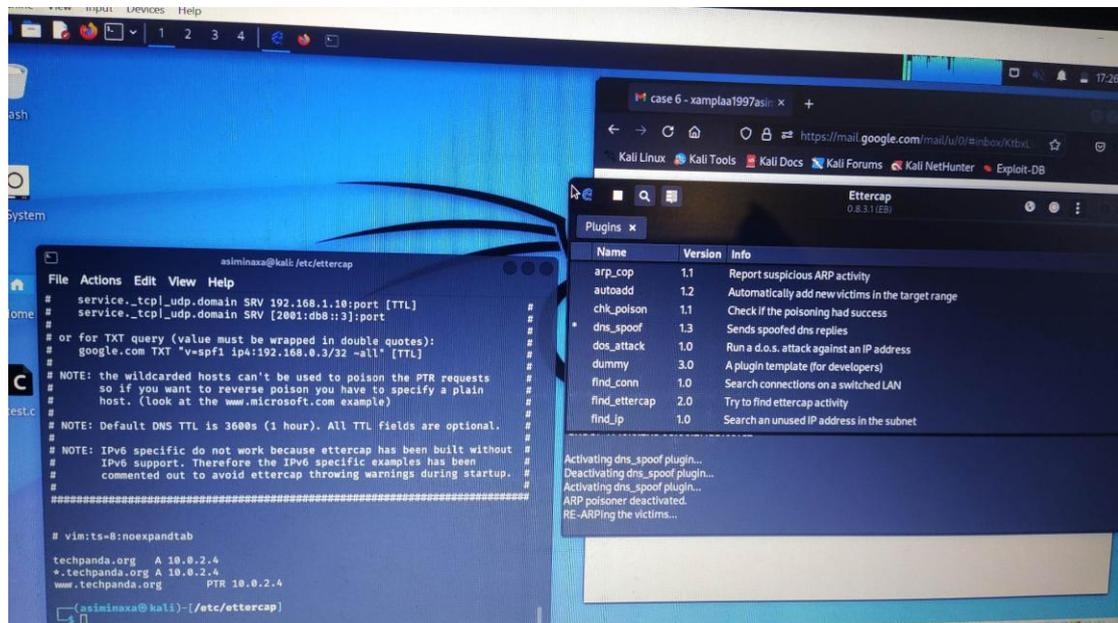 View Input Devices Help
1 2 3 4
17:26
System
test.c
case 6 - xamplaa1997asin
https://mail.google.com/mail/u/0/#inbox/KtbxL
Kali Linux Kali Tools Kali Docs Kali Forums Kali NetHunter Exploit-DB
Ettercap
0.8.3.1 (EB)
Plugins ×
Name Version Info
arp_cop 1.1 Report suspicious ARP activity
autoadd 1.2 Automatically add new victims in the target range
chk_poison 1.1 Check if the poisoning had success
* dns_spoof 1.3 Sends spoofed dns replies
dos_attack 1.0 Run a d.o.s. attack against an IP address
dummy 3.0 A plugin template (for developers)
find_conn 1.0 Search connections on a switched LAN
find_ettercap 2.0 Try to find ettercap activity
find_ip 1.0 Search an unused IP address in the subnet
Activating dns_spoof plugin...
Deactivating dns_spoof plugin...
Activating dns_spoof plugin...
ARP poisoner deactivated.
RE-ARPing the victims...
asiminaxa@kali: /etc/ettercap
File Actions Edit View Help
# service._tcp|_udp.domain SRV 192.168.1.10:port [TTL] #
# service._tcp|_udp.domain SRV [2001:db8::3]:port #
# #
# or for TXT query (value must be wrapped in double quotes): #
# google.com TXT "v=spf1 ip4:192.168.0.3/32 ~all" [TTL] #
# #
# NOTE: the wildcarded hosts can't be used to poison the PTR requests #
# so if you want to reverse poison you have to specify a plain #
# host. (look at the www.microsoft.com example) #
# #
# NOTE: Default DNS TTL is 3600s (1 hour). All TTL fields are optional. #
# #
# NOTE: IPv6 specific do not work because ettercap has been built without #
# IPv6 support. Therefore the IPv6 specific examples has been #
# commented out to avoid ettercap throwing warnings during startup. #
# #
################################################################################
# vim:ts=8:noexpandtab
techpanda.org A 10.0.2.4
*.techpanda.org A 10.0.2.4
www.techpanda.org PTR 10.0.2.4
(asiminaxa㉿kali)-[/etc/ettercap]
$